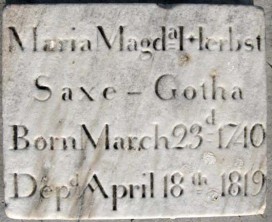 Maria Magdᵃ Herbst
Saxe - Gotha
Born March 23ᵈ 1740
Depᵈ April 18ᵗʰ 1819